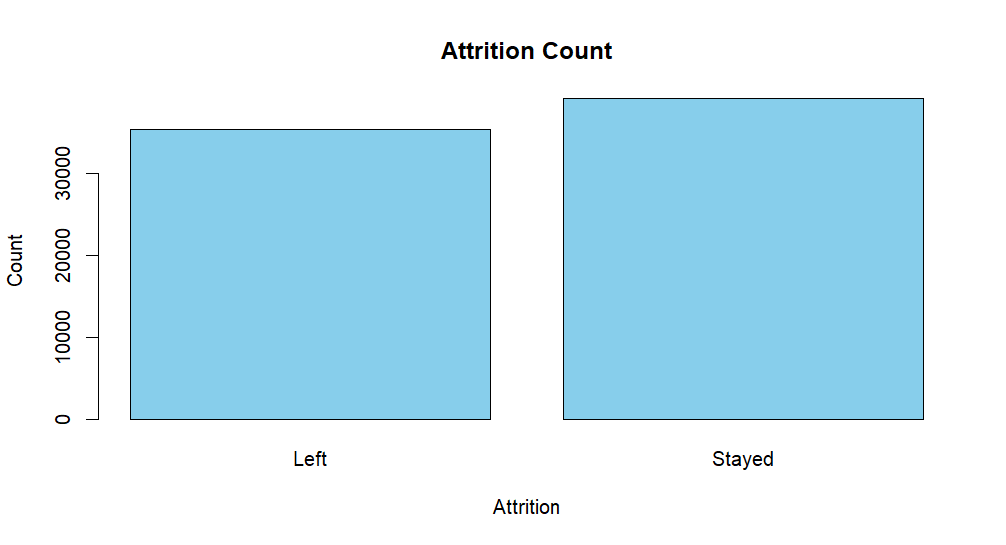 Attrition Count
Count
30000
20000
10000
0
Left
Stayed
Attrition